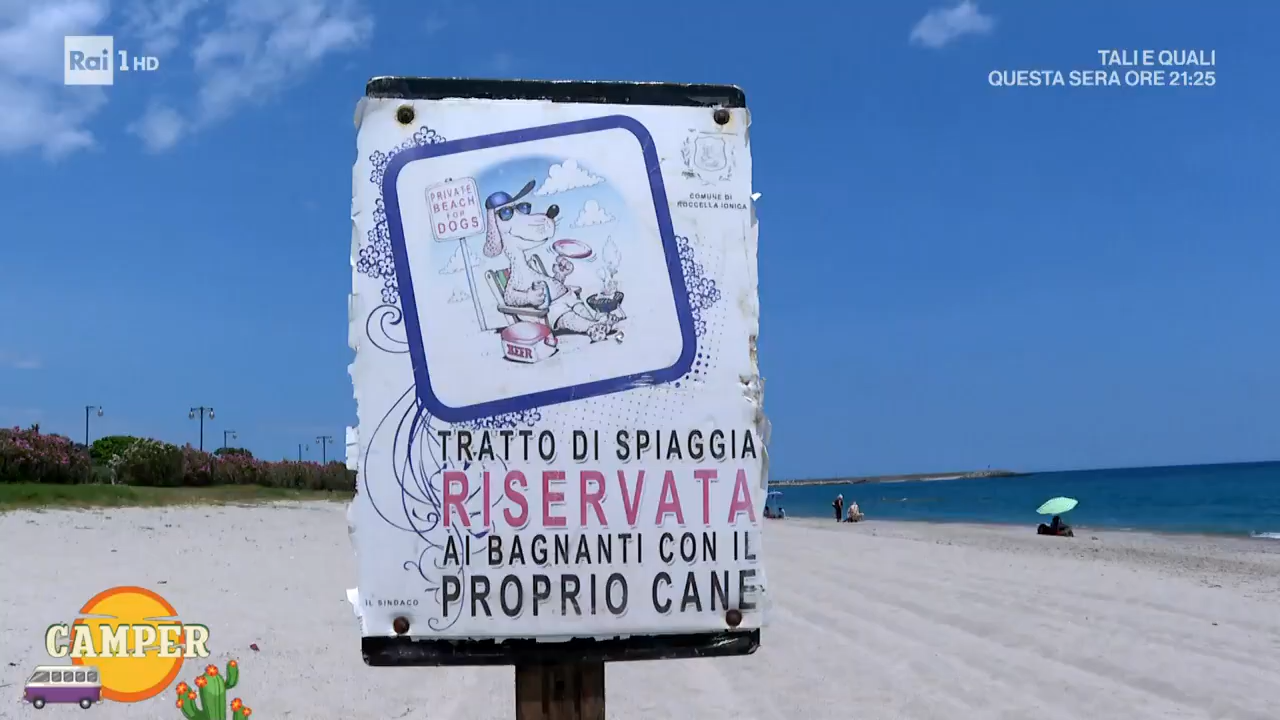 Rai 1 HD
TALI E QUALI
QUESTA SERA ORE 21:25
PRIVATE
BEACH
FOR
DOGS
COMUNE DI
ROCCELLA IONICA
BEER
TRATTO DI SPIAGGIA
RISERVATA
AI BAGNANTI CON IL
PROPRIO CANE
IL SINDACO
CAMPER